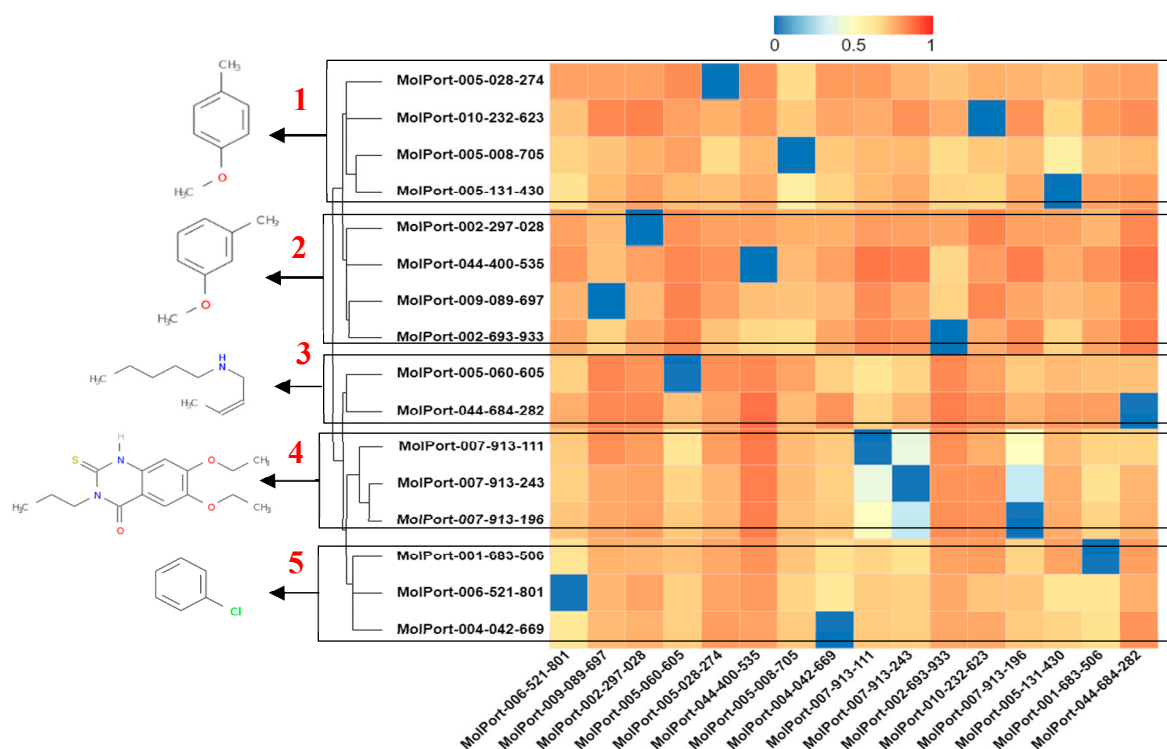 0 0.5 1
1
CH₃
O
H₃C
MolPort-005-028-274
MolPort-010-232-623
MolPort-005-008-705
MolPort-005-131-430
2
CH₃
O
H₃C
MolPort-002-297-028
MolPort-044-400-535
MolPort-009-089-697
MolPort-002-693-933
3
H
N
H₃C
H₃C
MolPort-005-060-605
MolPort-044-684-282
4
H
S
NH
O
CH₃
H₃C
N
O
CH₃
O
MolPort-007-913-111
MolPort-007-913-243
MolPort-007-913-196
5
Cl
MolPort-001-683-506
MolPort-006-521-801
MolPort-004-042-669
MolPort-006-521-801
MolPort-009-089-697
MolPort-002-297-028
MolPort-005-060-605
MolPort-005-028-274
MolPort-044-400-535
MolPort-005-008-705
MolPort-004-042-669
MolPort-007-913-111
MolPort-007-913-243
MolPort-002-693-933
MolPort-010-232-623
MolPort-007-913-196
MolPort-005-131-430
MolPort-001-683-506
MolPort-044-684-282